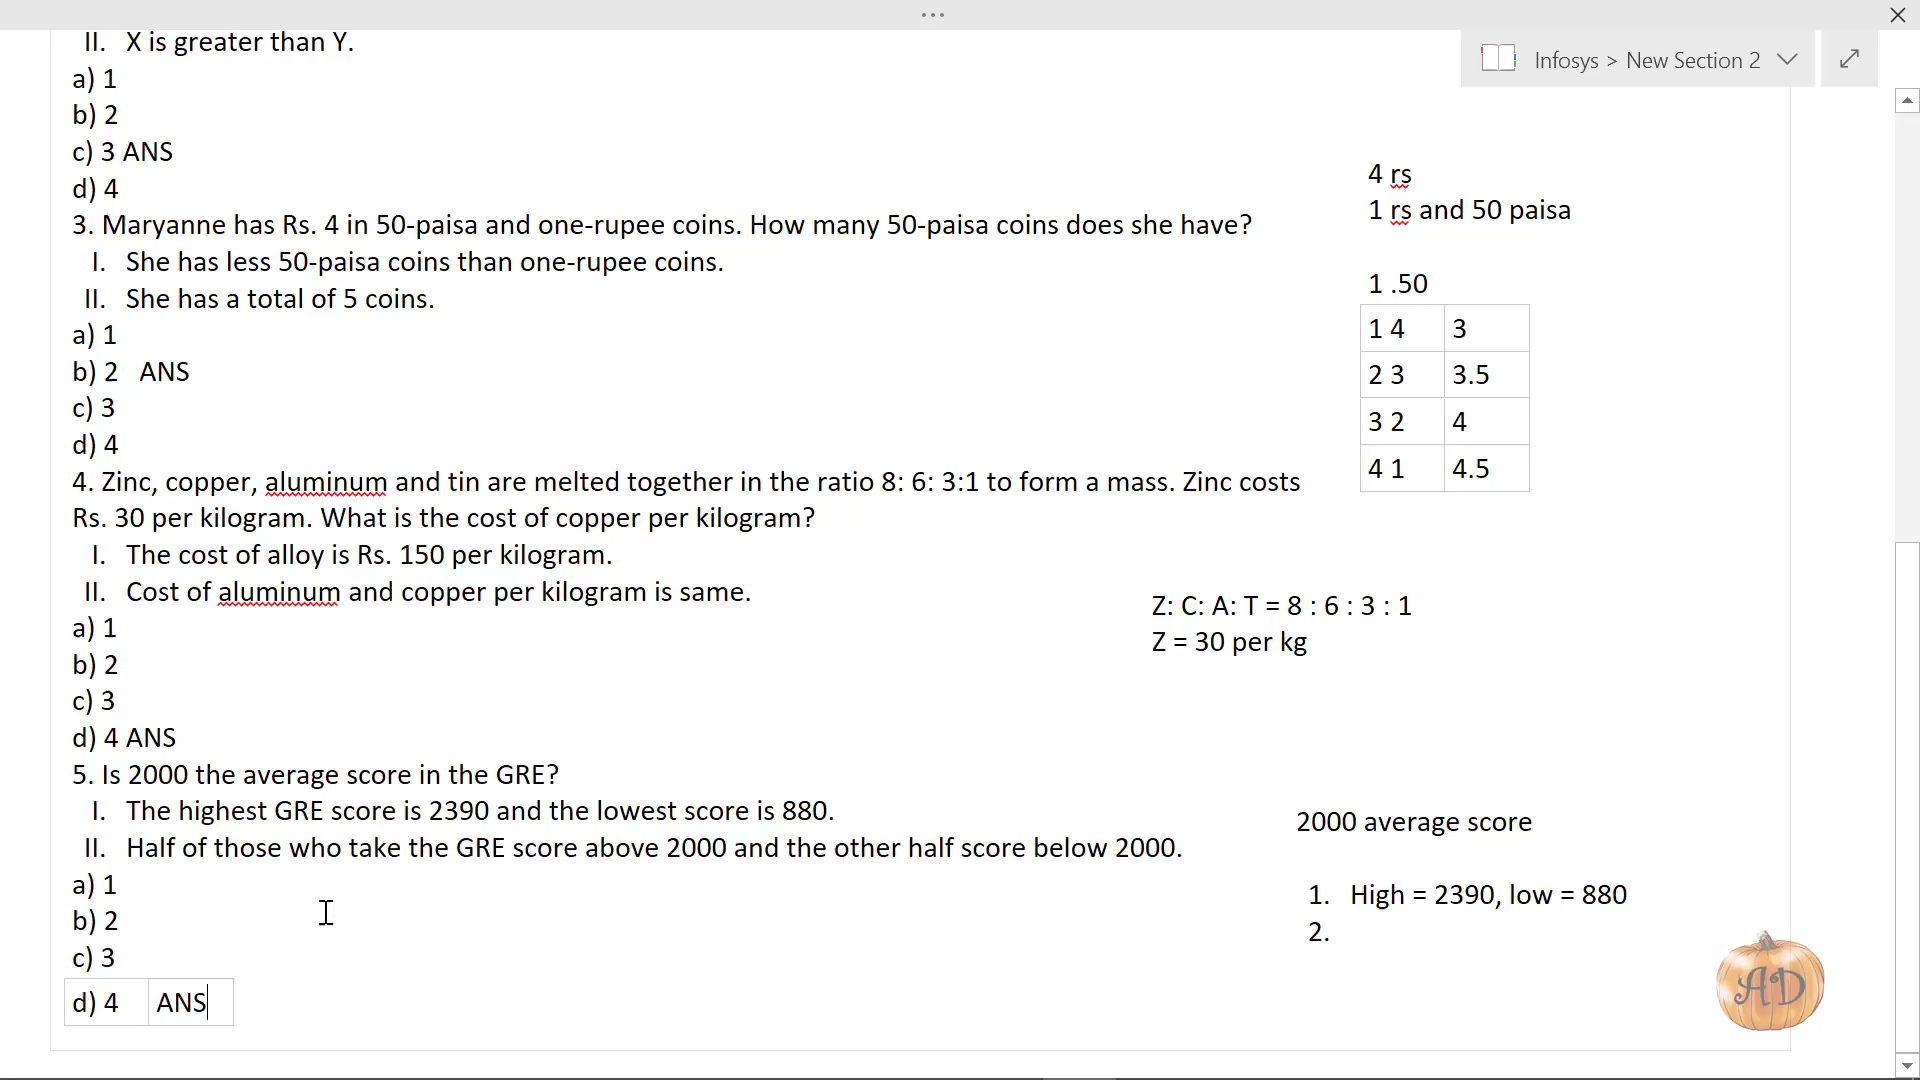 II. X is greater than Y.
Infosys > New Section 2
a) 1
b) 2
c) 3 ANS
d) 4
3. Maryanne has Rs. 4 in 50-paisa and one-rupee coins. How many 50-paisa coins does she have?
I. She has less 50-paisa coins than one-rupee coins.
II. She has a total of 5 coins.
a) 1
b) 2 ANS
c) 3
d) 4
4 rs
1 rs and 50 paisa
1 .50
1 4 3
2 3 3.5
3 2 4
4 1 4.5
4. Zinc, copper, aluminum and tin are melted together in the ratio 8: 6: 3:1 to form a mass. Zinc costs
Rs. 30 per kilogram. What is the cost of copper per kilogram?
I. The cost of alloy is Rs. 150 per kilogram.
II. Cost of aluminum and copper per kilogram is same.
a) 1
b) 2
c) 3
d) 4 ANS
Z: C: A: T = 8 : 6 : 3 : 1
Z = 30 per kg
5. Is 2000 the average score in the GRE?
I. The highest GRE score is 2390 and the lowest score is 880.
II. Half of those who take the GRE score above 2000 and the other half score below 2000.
a) 1
b) 2
c) 3
d) 4 ANS
2000 average score
1. High = 2390, low = 880
2.
AD